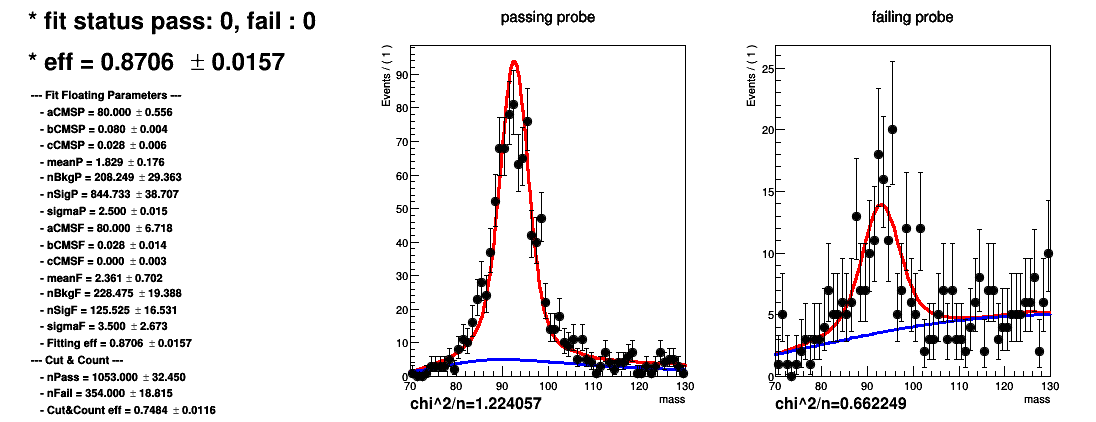 * fit status pass: 0, fail : 0
* eff = 0.8706 ± 0.0157
--- Fit Floating Parameters ---
- aCMSP = 80.000 ± 0.556
- bCMSP = 0.080 ± 0.004
- cCMSP = 0.028 ± 0.006
- meanP = 1.829 ± 0.176
- nBkgP = 208.249 ± 29.363
- nSigP = 844.733 ± 38.707
- sigmaP = 2.500 ± 0.015
- aCMSF = 80.000 ± 6.718
- bCMSF = 0.028 ± 0.014
- cCMSF = 0.000 ± 0.003
- meanF = 2.361 ± 0.702
- nBkgF = 228.475 ± 19.388
- nSigF = 125.525 ± 16.531
- sigmaF = 3.500 ± 2.673
- Fitting eff = 0.8706 ± 0.0157
--- Cut & Count ---
- nPass = 1053.000 ± 32.450
- nFail = 354.000 ± 18.815
- Cut&Count eff = 0.7484 ± 0.0116
passing probe
Events / ( 1 )
90
80
70
60
50
40
30
20
10
0
70 80 90 100 110 120 130
mass
chi^2/n=1.224057
failing probe
Events / ( 1 )
25
20
15
10
5
0
70 80 90 100 110 120 130
mass
chi^2/n=0.662249